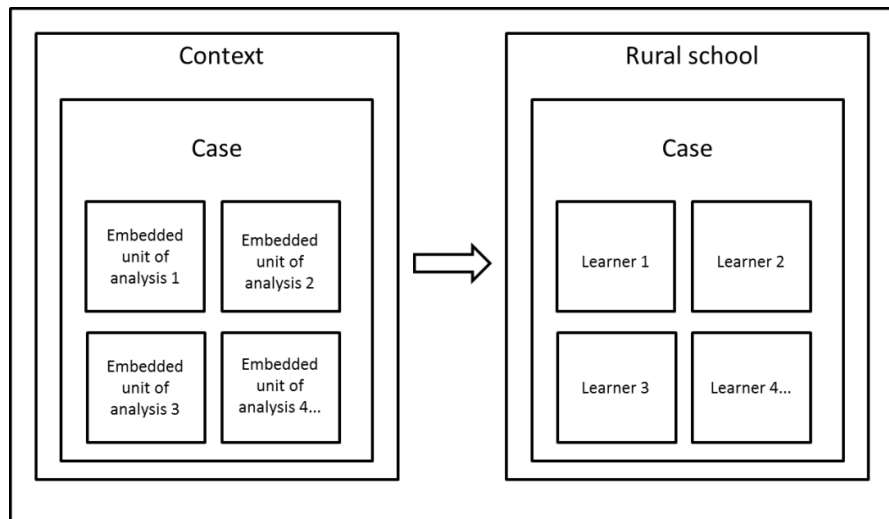 Context
Case
Embedded
unit of
analysis 1
Embedded
unit of
analysis 2
Embedded
unit of
analysis 3
Embedded
unit of
analysis 4...
Rural school
Case
Learner 1
Learner 2
Learner 3
Learner 4...